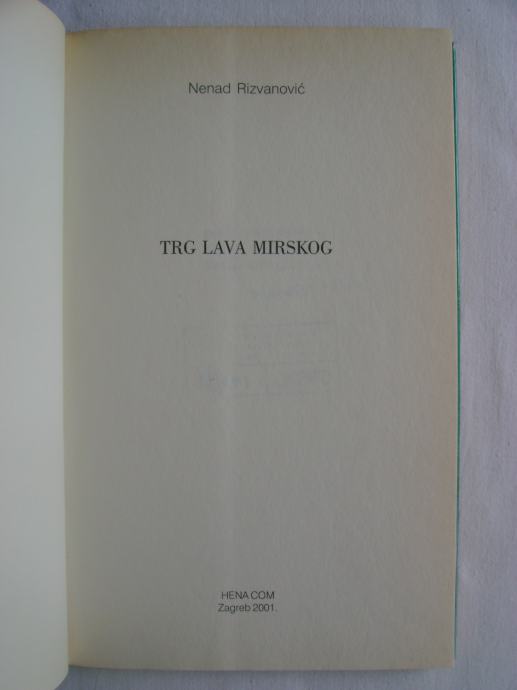 Nenad Rizvanović
TRG LAVA MIRSKOG
HENA COM
Zagreb 2001.